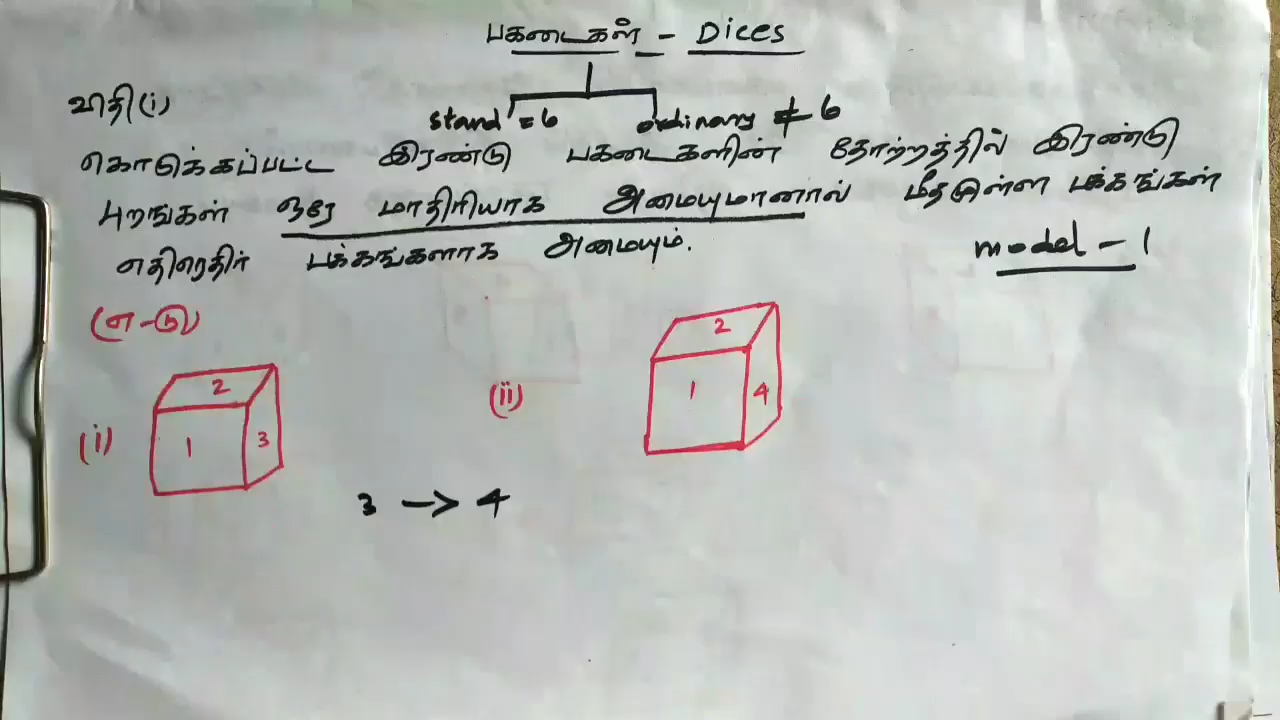 பகடைகள் - Dices
stand = 6 ordinary ≠ 6
விதி (i)
கொடுக்கப்பட்ட இரண்டு பகடைகளின் தோற்றத்தில் இரண்டு
புறங்கள் ஒரே மாதிரியாக அமையுமானால் மீதமுள்ள பக்கங்கள்
எதிரெதிர் பக்கங்களாக அமையும்.
model - 1
(எ-டு)
(i) 2 1 3
(ii) 2 1 4
3 → 4